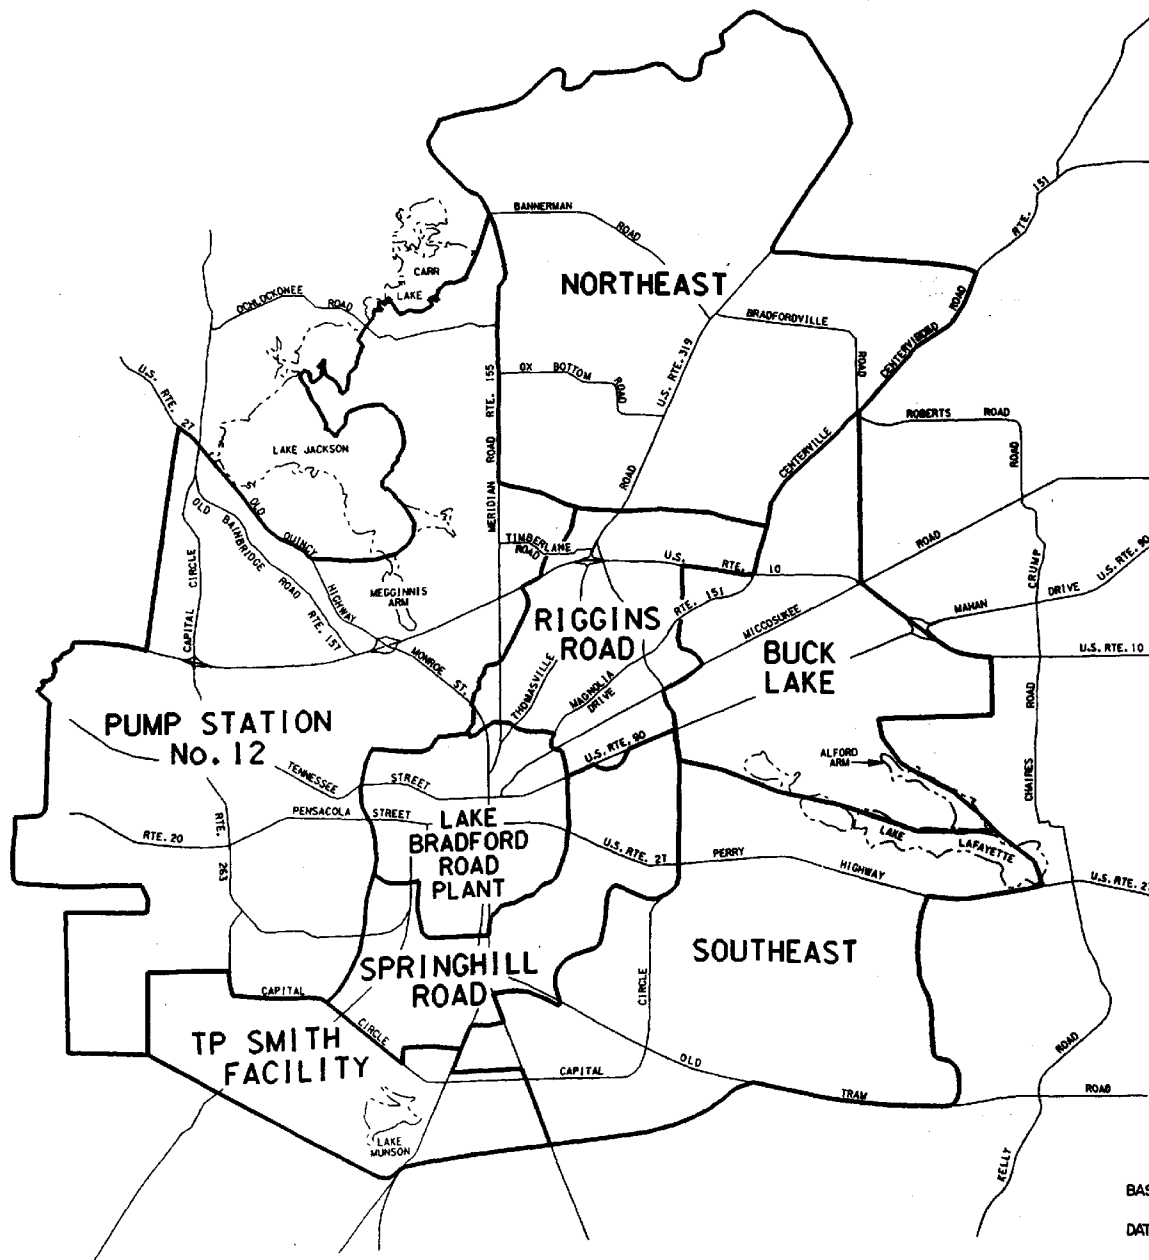 BANNERMAN
ROAD
NORTHEAST
RTE. 151
CARR
LAKE
OCHLOCKONEE
ROAD
BRADFORDVILLE
ROAD
CENTERVILLE
ROAD
U.S. RTE. 319
ROAD
OX BOTTOM
ROAD
MERIDIAN ROAD RTE. 155
U.S. RTE. 27
LAKE JACKSON
ROBERTS ROAD
ROAD
CENTERVILLE
OLD
QUINCY
HIGHWAY
OLD
BAINBRIDGE
ROAD
RTE. 157
CAPITAL CIRCLE
MEGGINNIS
ARM
TIMBERLANE
ROAD
U.S. RTE. 10
ROAD
MICCOSUKEE
CRUMP
MAHAN DRIVE U.S. RTE. 90
RTE. 151
RIGGINS
ROAD
BUCK
LAKE
U.S. RTE. 10
MONROE ST.
THOMASVILLE
MAGNOLIA
DRIVE
U.S. RTE. 90
PUMP STATION
No. 12
ROAD
CHAIRES
ALFORD
ARM
TENNESSEE
STREET
PENSACOLA STREET
RTE. 20
RTE. 263
LAKE
BRADFORD
ROAD
PLANT
LAKE
LAFAYETTE
U.S. RTE. 27
PERRY
HIGHWAY
U.S. RTE. 27
SOUTHEAST
SPRINGHILL
ROAD
CAPITAL
CIRCLE
CIRCLE
TP SMITH
FACILITY
CAPITAL
OLD
TRAM
ROAD
ROAD
LAKE
MUNSON
KELLY
BAS
DAT